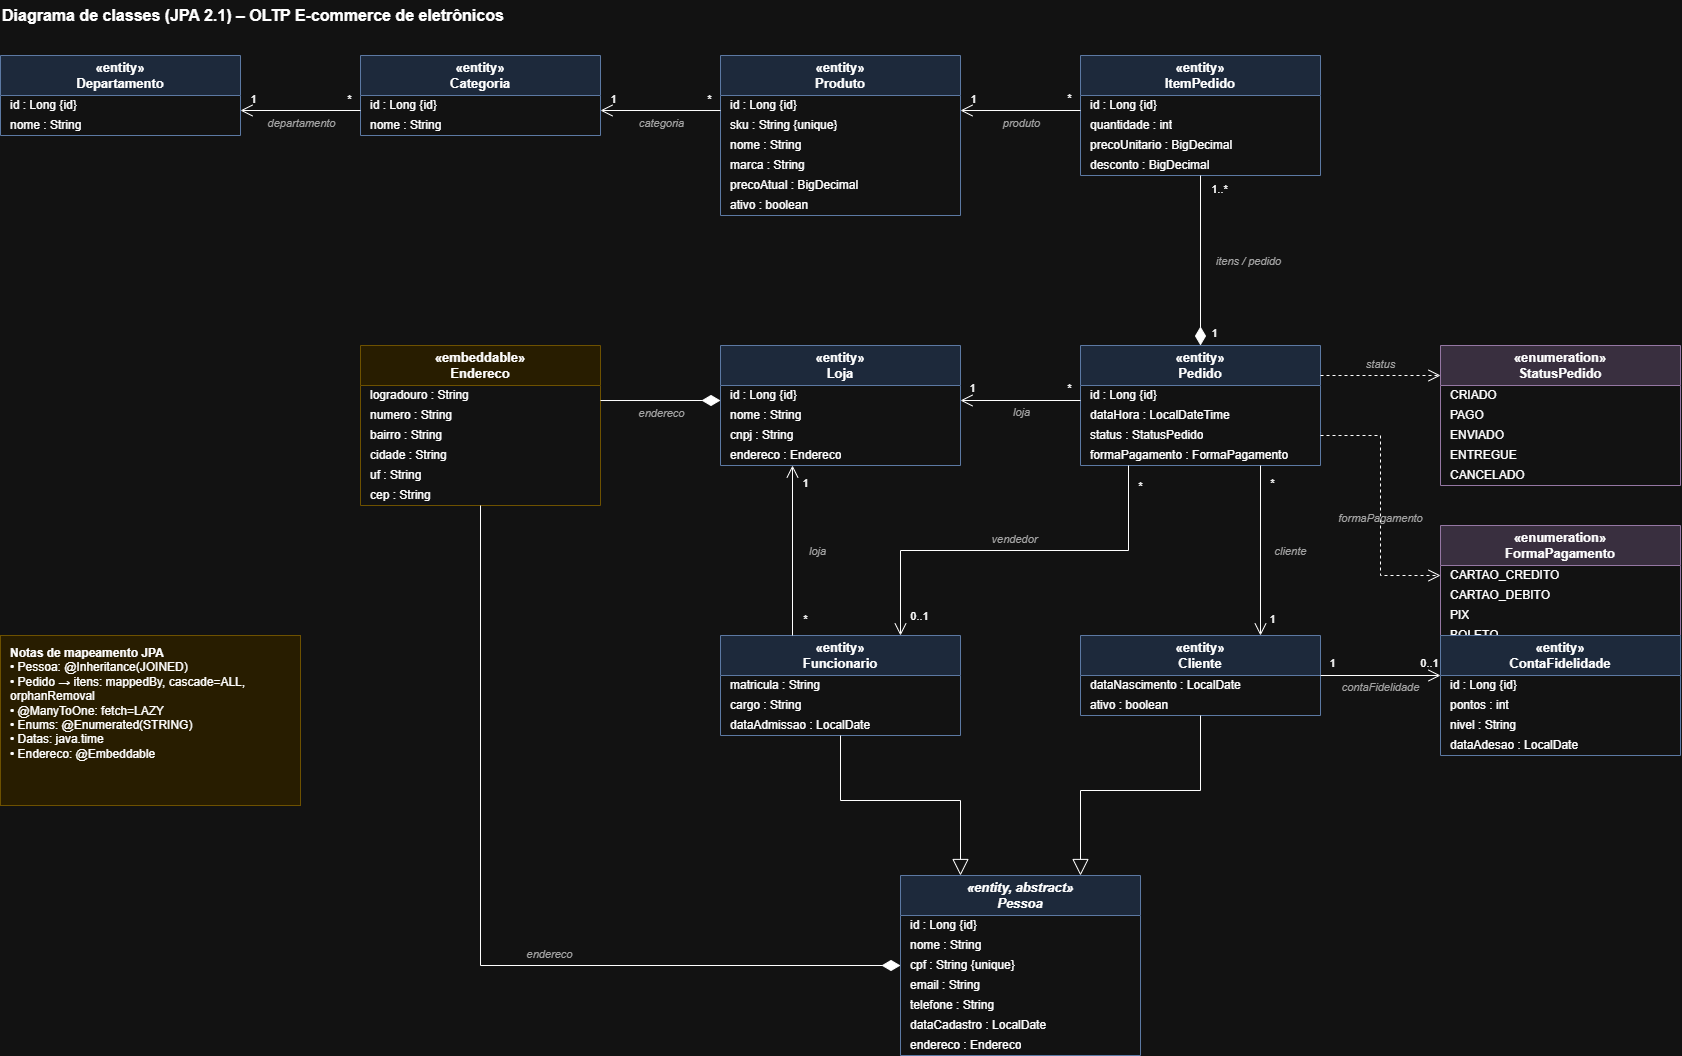 Diagrama de classes (JPA 2.1) – OLTP E-commerce de eletrônicos
«entity»
Departamento
id : Long {id}
nome : String
1
*
departamento
«entity»
Categoria
id : Long {id}
nome : String
1
*
categoria
«entity»
Produto
id : Long {id}
sku : String {unique}
nome : String
marca : String
precoAtual : BigDecimal
ativo : boolean
1
*
produto
«entity»
ItemPedido
id : Long {id}
quantidade : int
precoUnitario : BigDecimal
desconto : BigDecimal
1..*
itens / pedido
1
«embeddable»
Endereco
logradouro : String
numero : String
bairro : String
cidade : String
uf : String
cep : String
endereco
«entity»
Loja
id : Long {id}
nome : String
cnpj : String
endereco : Endereco
1
*
loja
«entity»
Pedido
id : Long {id}
dataHora : LocalDateTime
status : StatusPedido
formaPagamento : FormaPagamento
status
«enumeration»
StatusPedido
CRIADO
PAGO
ENVIADO
ENTREGUE
CANCELADO
formaPagamento
«enumeration»
FormaPagamento
CARTAO_CREDITO
CARTAO_DEBITO
PIX
BOLETO
1
loja
*
*
vendedor
0..1
*
cliente
1
Notas de mapeamento JPA
• Pessoa: @Inheritance(JOINED)
• Pedido → itens: mappedBy, cascade=ALL,
orphanRemoval
• @ManyToOne: fetch=LAZY
• Enums: @Enumerated(STRING)
• Datas: java.time
• Endereco: @Embeddable
«entity»
Funcionario
matricula : String
cargo : String
dataAdmissao : LocalDate
«entity»
Cliente
dataNascimento : LocalDate
ativo : boolean
1
0..1
contaFidelidade
«entity»
ContaFidelidade
id : Long {id}
pontos : int
nivel : String
dataAdesao : LocalDate
endereco
«entity, abstract»
Pessoa
id : Long {id}
nome : String
cpf : String {unique}
email : String
telefone : String
dataCadastro : LocalDate
endereco : Endereco